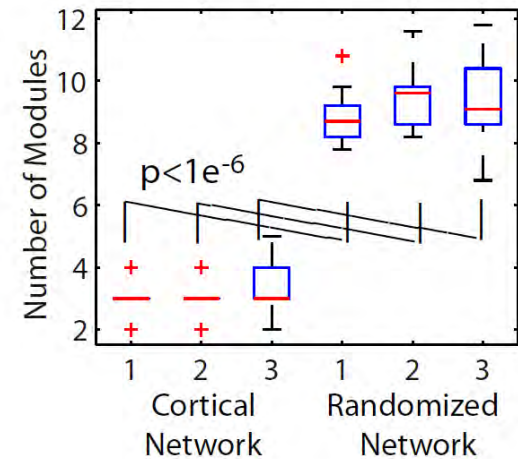 12
10
8
6
4
2
Number of Modules
p<1e-6
1 2 3 1 2 3
Cortical Randomized
Network Network